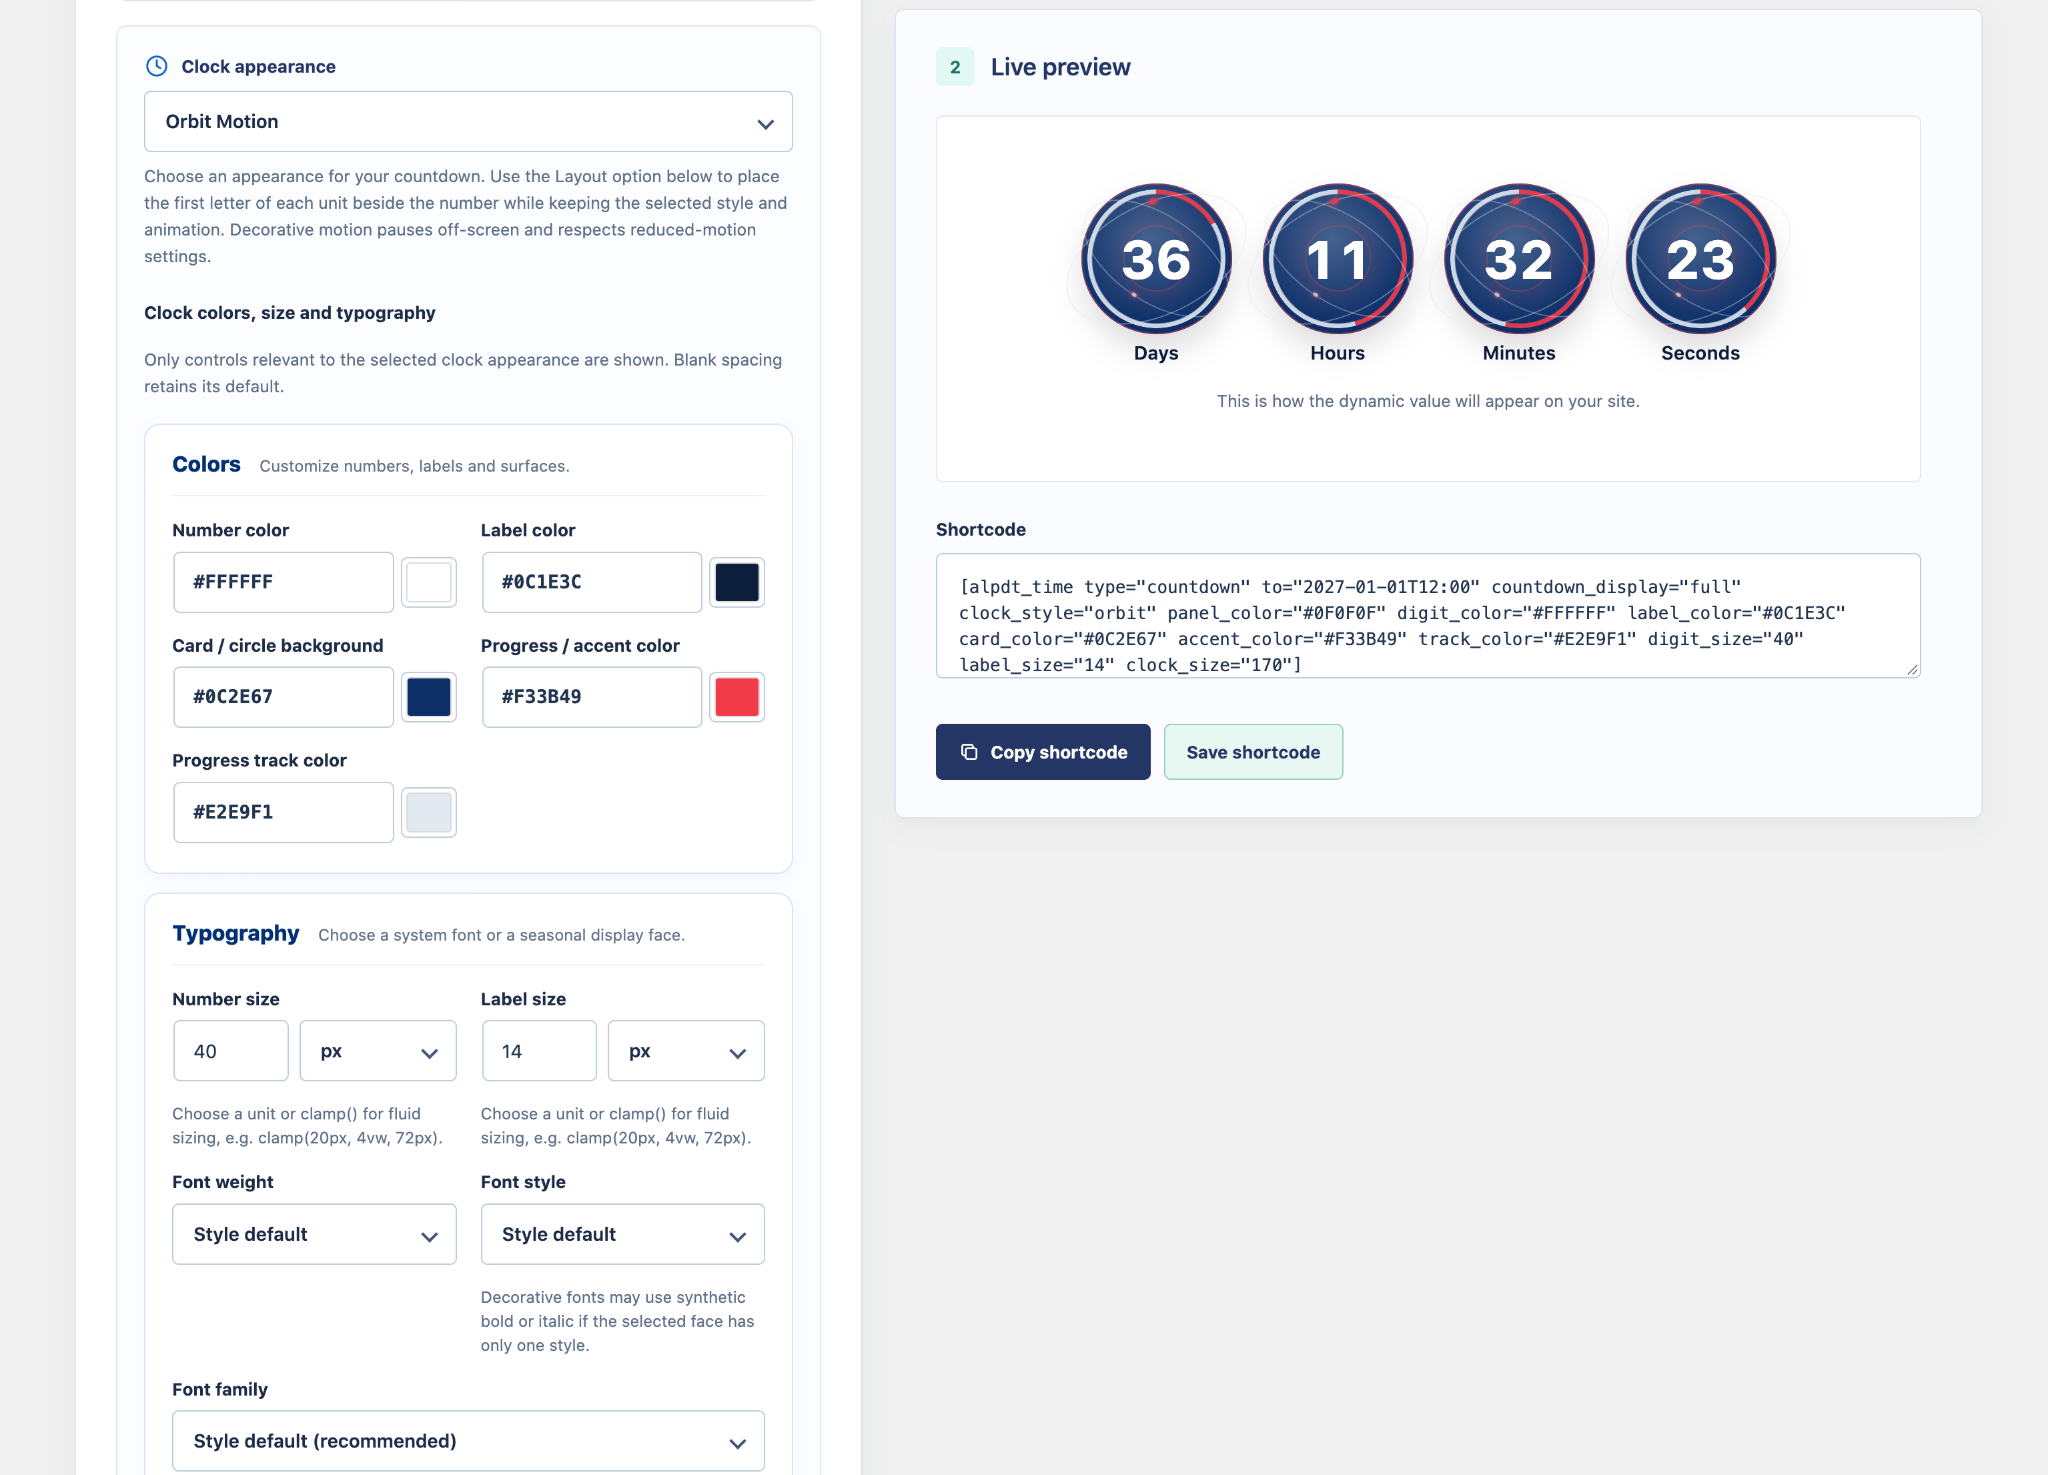 Clock appearance
Orbit Motion
Choose an appearance for your countdown. Use the Layout option below to place
the first letter of each unit beside the number while keeping the selected style and
animation. Decorative motion pauses off-screen and respects reduced-motion
settings.
Clock colors, size and typography
Only controls relevant to the selected clock appearance are shown. Blank spacing
retains its default.
Colors Customize numbers, labels and surfaces.
Number color Label color
#FFFFFF #0C1E3C
Card / circle background Progress / accent color
#0C2E67 #F33B49
Progress track color
#E2E9F1
Typography Choose a system font or a seasonal display face.
Number size Label size
40 px 14 px
Choose a unit or clamp() for fluid
sizing, e.g. clamp(20px, 4vw, 72px).
Choose a unit or clamp() for fluid
sizing, e.g. clamp(20px, 4vw, 72px).
Font weight Font style
Style default Style default
Decorative fonts may use synthetic
bold or italic if the selected face has
only one style.
Font family
Style default (recommended)
2 Live preview
36 11 32 23
Days Hours Minutes Seconds
This is how the dynamic value will appear on your site.
Shortcode
[alpdt_time type="countdown" to="2027-01-01T12:00" countdown_display="full"
clock_style="orbit" panel_color="#0F0F0F" digit_color="#FFFFFF" label_color="#0C1E3C"
card_color="#0C2E67" accent_color="#F33B49" track_color="#E2E9F1" digit_size="40"
label_size="14" clock_size="170"]
Copy shortcode Save shortcode